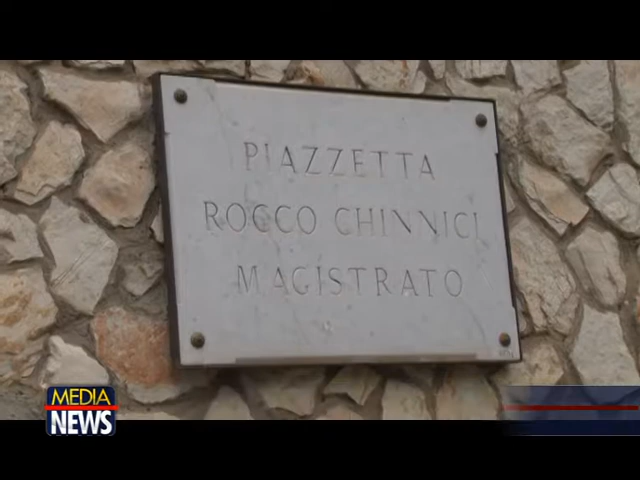 PIAZZETTA
ROCCO CHINNICI
MAGISTRATO
MEDIA
NEWS